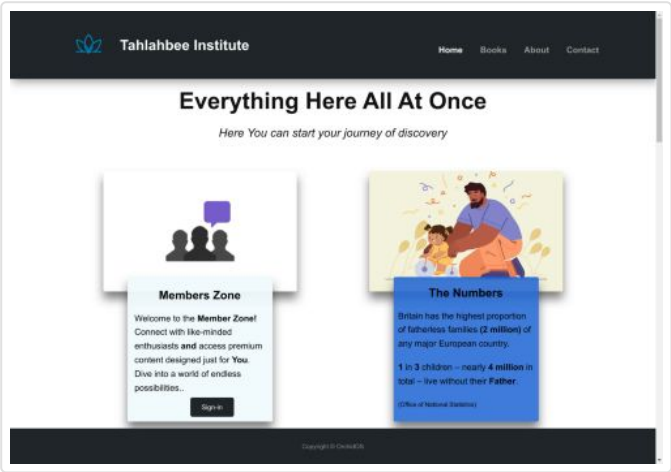 Tahlahbee Institute
Home Books About Contact
Everything Here All At Once
Here You can start your journey of discovery
Members Zone
Welcome to the Member Zone!
Connect with like-minded
enthusiasts and access premium
content designed just for You.
Dive into a world of endless
possibilities..
Sign-in
The Numbers
Britain has the highest proportion
of fatherless families (2 million) of
any major European country.
1 in 3 children – nearly 4 million in
total – live without their Father.
(Office of National Statistics)
Copyright ©